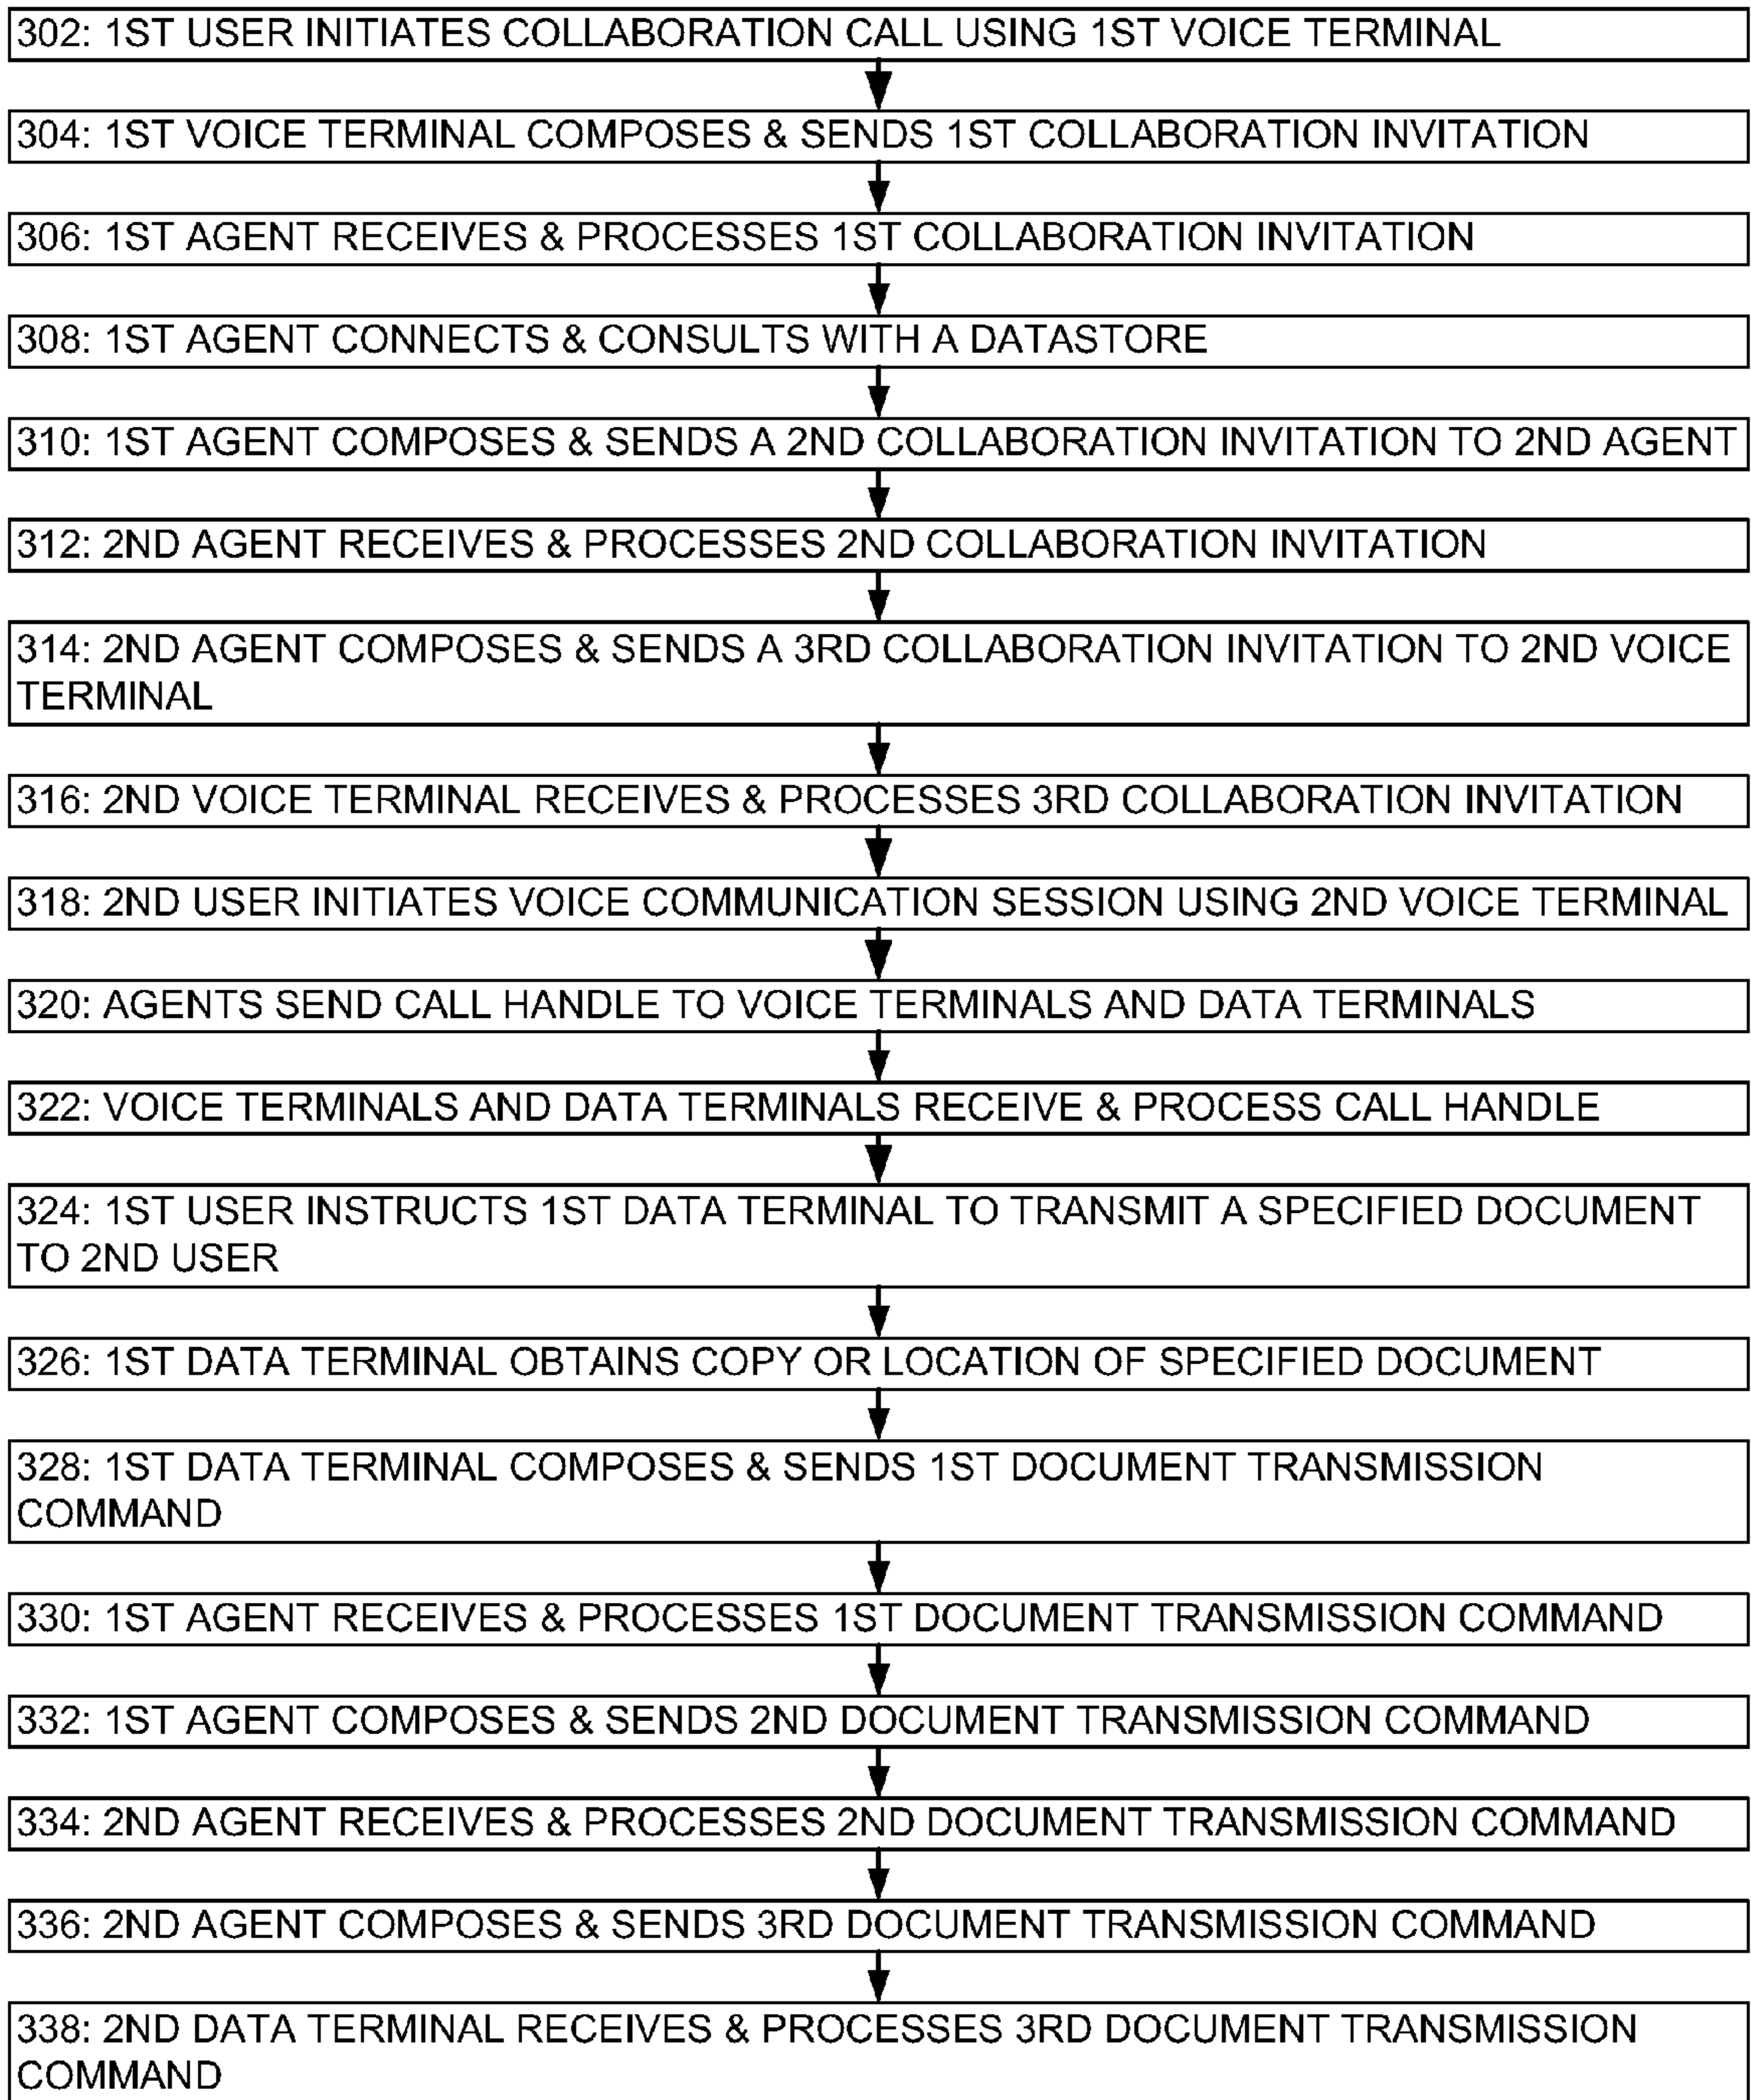 302: 1ST USER INITIATES COLLABORATION CALL USING 1ST VOICE TERMINAL
304: 1ST VOICE TERMINAL COMPOSES & SENDS 1ST COLLABORATION INVITATION
306: 1ST AGENT RECEIVES & PROCESSES 1ST COLLABORATION INVITATION
308: 1ST AGENT CONNECTS & CONSULTS WITH A DATASTORE
310: 1ST AGENT COMPOSES & SENDS A 2ND COLLABORATION INVITATION TO 2ND AGENT
312: 2ND AGENT RECEIVES & PROCESSES 2ND COLLABORATION INVITATION
314: 2ND AGENT COMPOSES & SENDS A 3RD COLLABORATION INVITATION TO 2ND VOICE
TERMINAL
316: 2ND VOICE TERMINAL RECEIVES & PROCESSES 3RD COLLABORATION INVITATION
318: 2ND USER INITIATES VOICE COMMUNICATION SESSION USING 2ND VOICE TERMINAL
320: AGENTS SEND CALL HANDLE TO VOICE TERMINALS AND DATA TERMINALS
322: VOICE TERMINALS AND DATA TERMINALS RECEIVE & PROCESS CALL HANDLE
324: 1ST USER INSTRUCTS 1ST DATA TERMINAL TO TRANSMIT A SPECIFIED DOCUMENT
TO 2ND USER
326: 1ST DATA TERMINAL OBTAINS COPY OR LOCATION OF SPECIFIED DOCUMENT
328: 1ST DATA TERMINAL COMPOSES & SENDS 1ST DOCUMENT TRANSMISSION
COMMAND
330: 1ST AGENT RECEIVES & PROCESSES 1ST DOCUMENT TRANSMISSION COMMAND
332: 1ST AGENT COMPOSES & SENDS 2ND DOCUMENT TRANSMISSION COMMAND
334: 2ND AGENT RECEIVES & PROCESSES 2ND DOCUMENT TRANSMISSION COMMAND
336: 2ND AGENT COMPOSES & SENDS 3RD DOCUMENT TRANSMISSION COMMAND
338: 2ND DATA TERMINAL RECEIVES & PROCESSES 3RD DOCUMENT TRANSMISSION
COMMAND